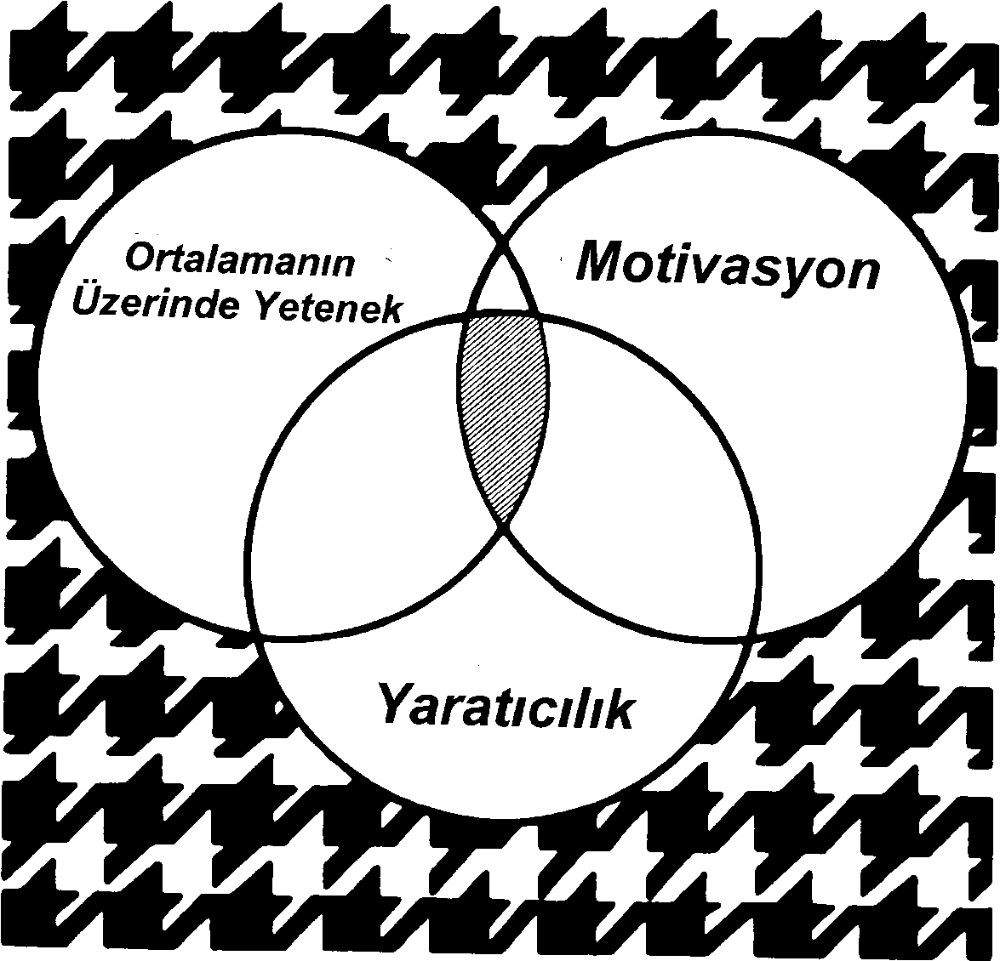 Ortalamanın
Üzerinde Yetenek
Motivasyon
Yaratıcılık